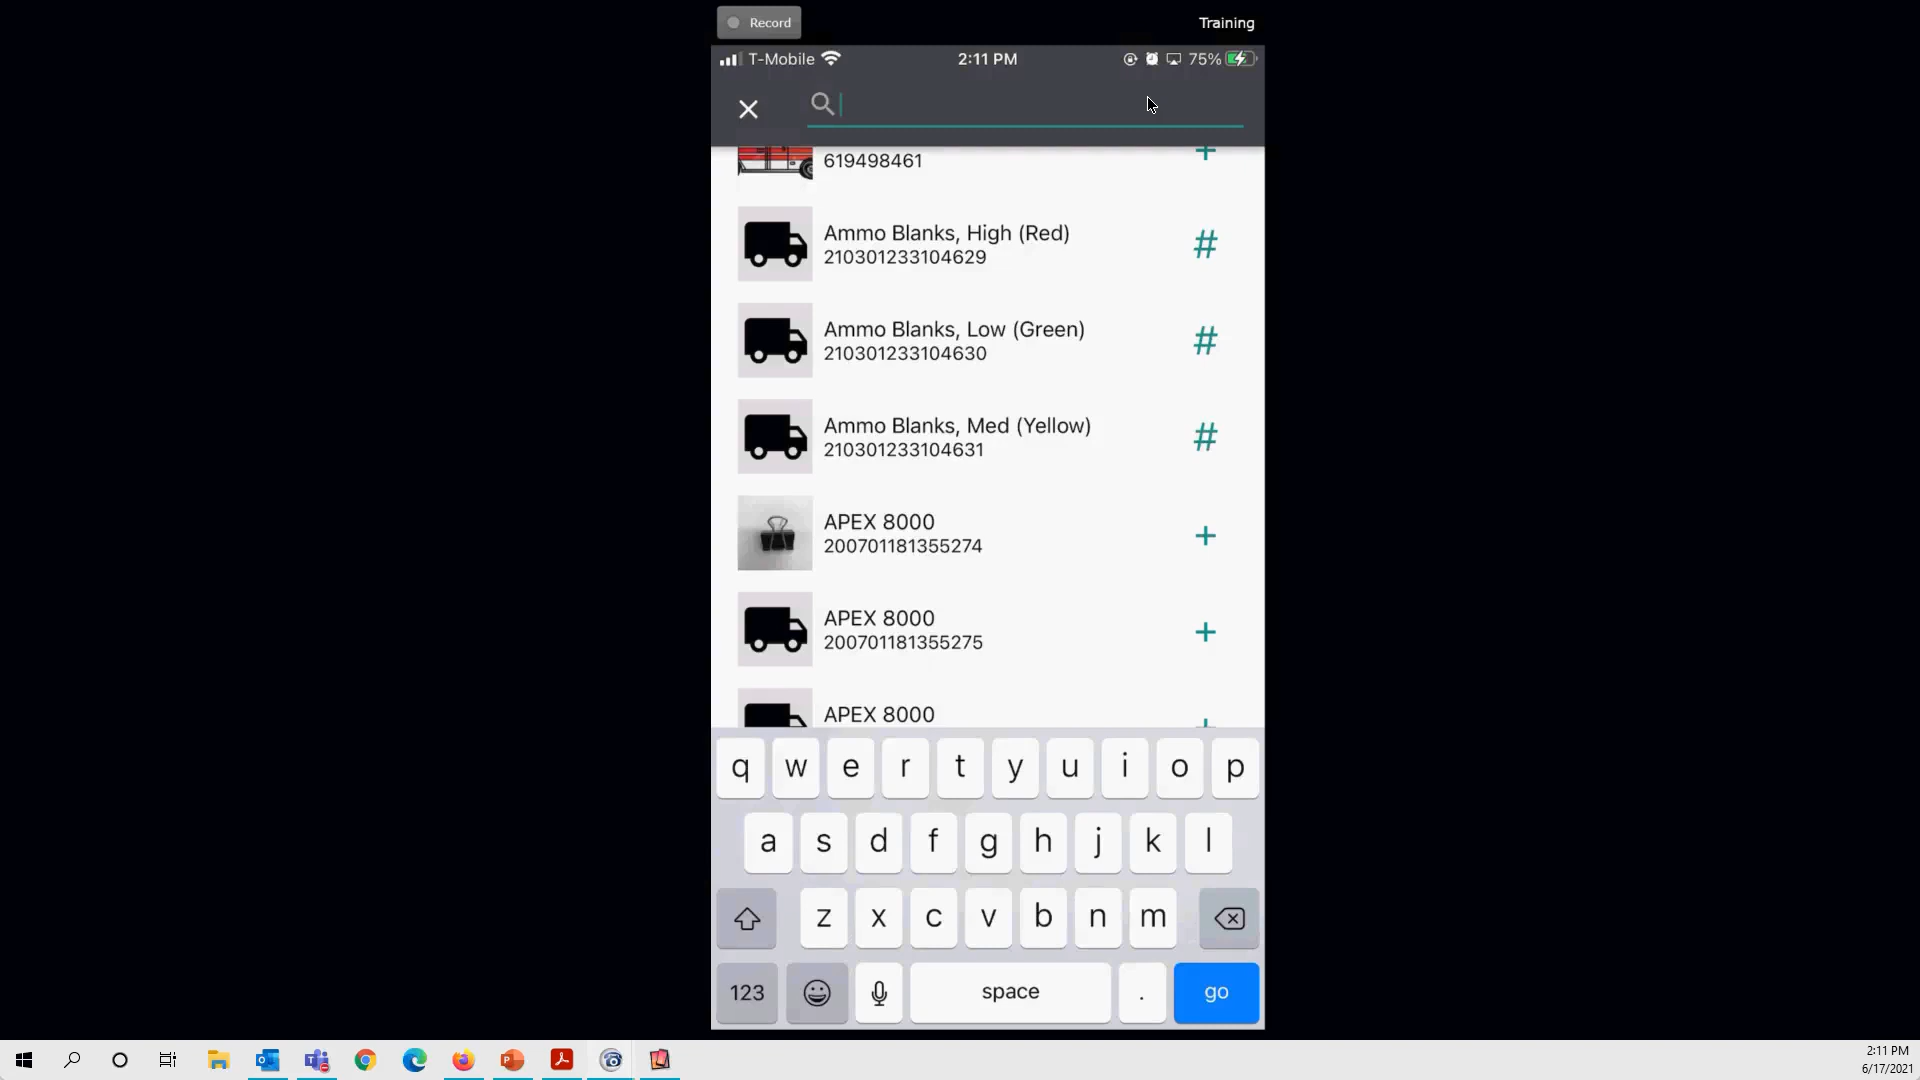 Record
Training
T-Mobile
2:11 PM
75%
619498461
+
Ammo Blanks, High (Red)
210301233104629
#
Ammo Blanks, Low (Green)
210301233104630
#
Ammo Blanks, Med (Yellow)
210301233104631
#
APEX 8000
200701181355274
+
APEX 8000
200701181355275
+
APEX 8000
q w e r t y u i o p
a s d f g h j k l
z x c v b n m
123
space
.
go
2:11 PM
6/17/2021